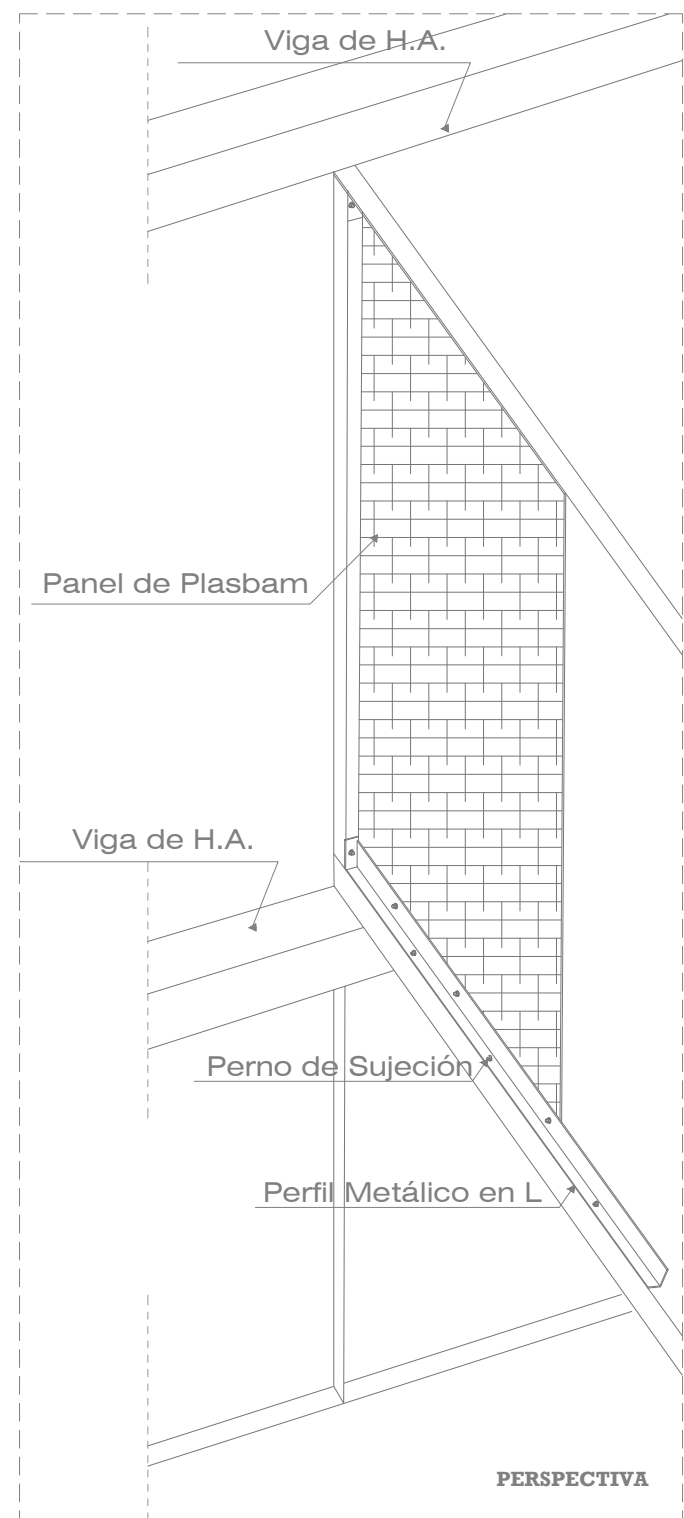 Viga de H.A.
Panel de Plasbam
Viga de H.A.
Perno de Sujeción
Perfil Metálico en L
PERSPECTIVA